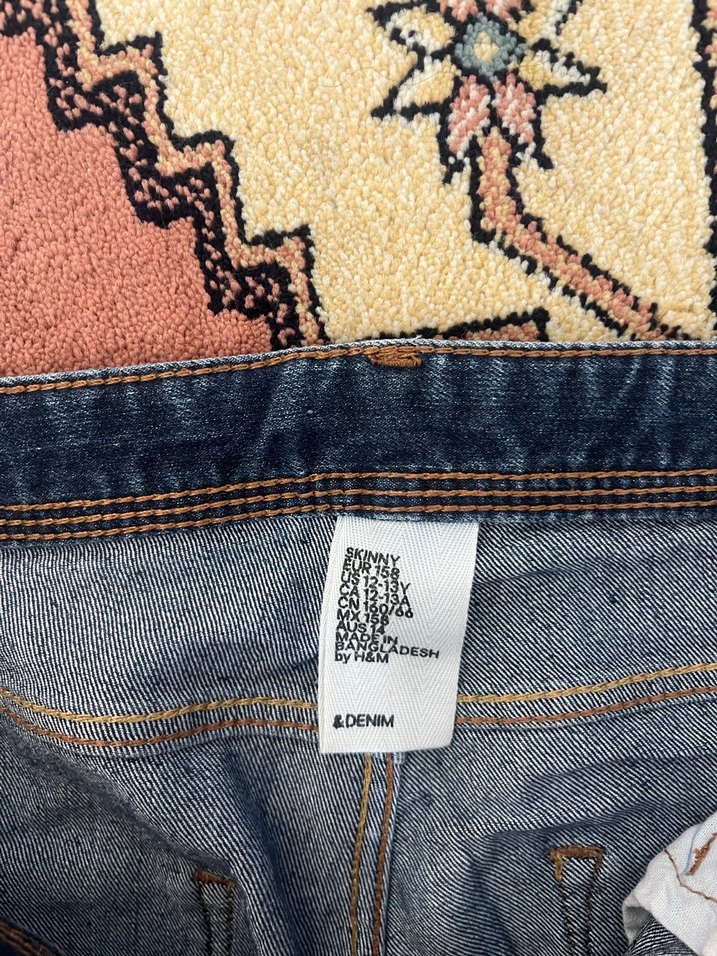 SKINNY
EUR 158
US 12-13Y
CA 12-13A
CN 160/66
MX 158
AUS 14
MADE IN
BANGLADESH
by H&M
&DENIM